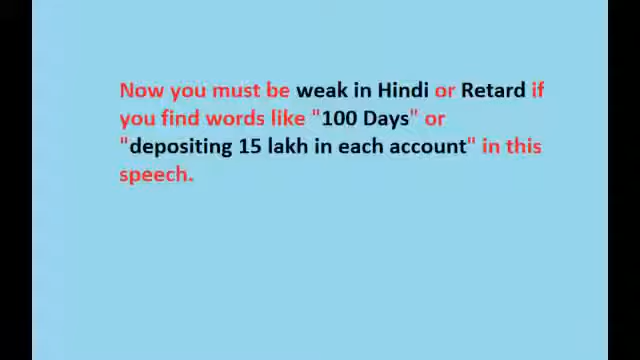 Now you must be weak in Hindi or Retard if
you find words like "100 Days" or
"depositing 15 lakh in each account" in this
speech.